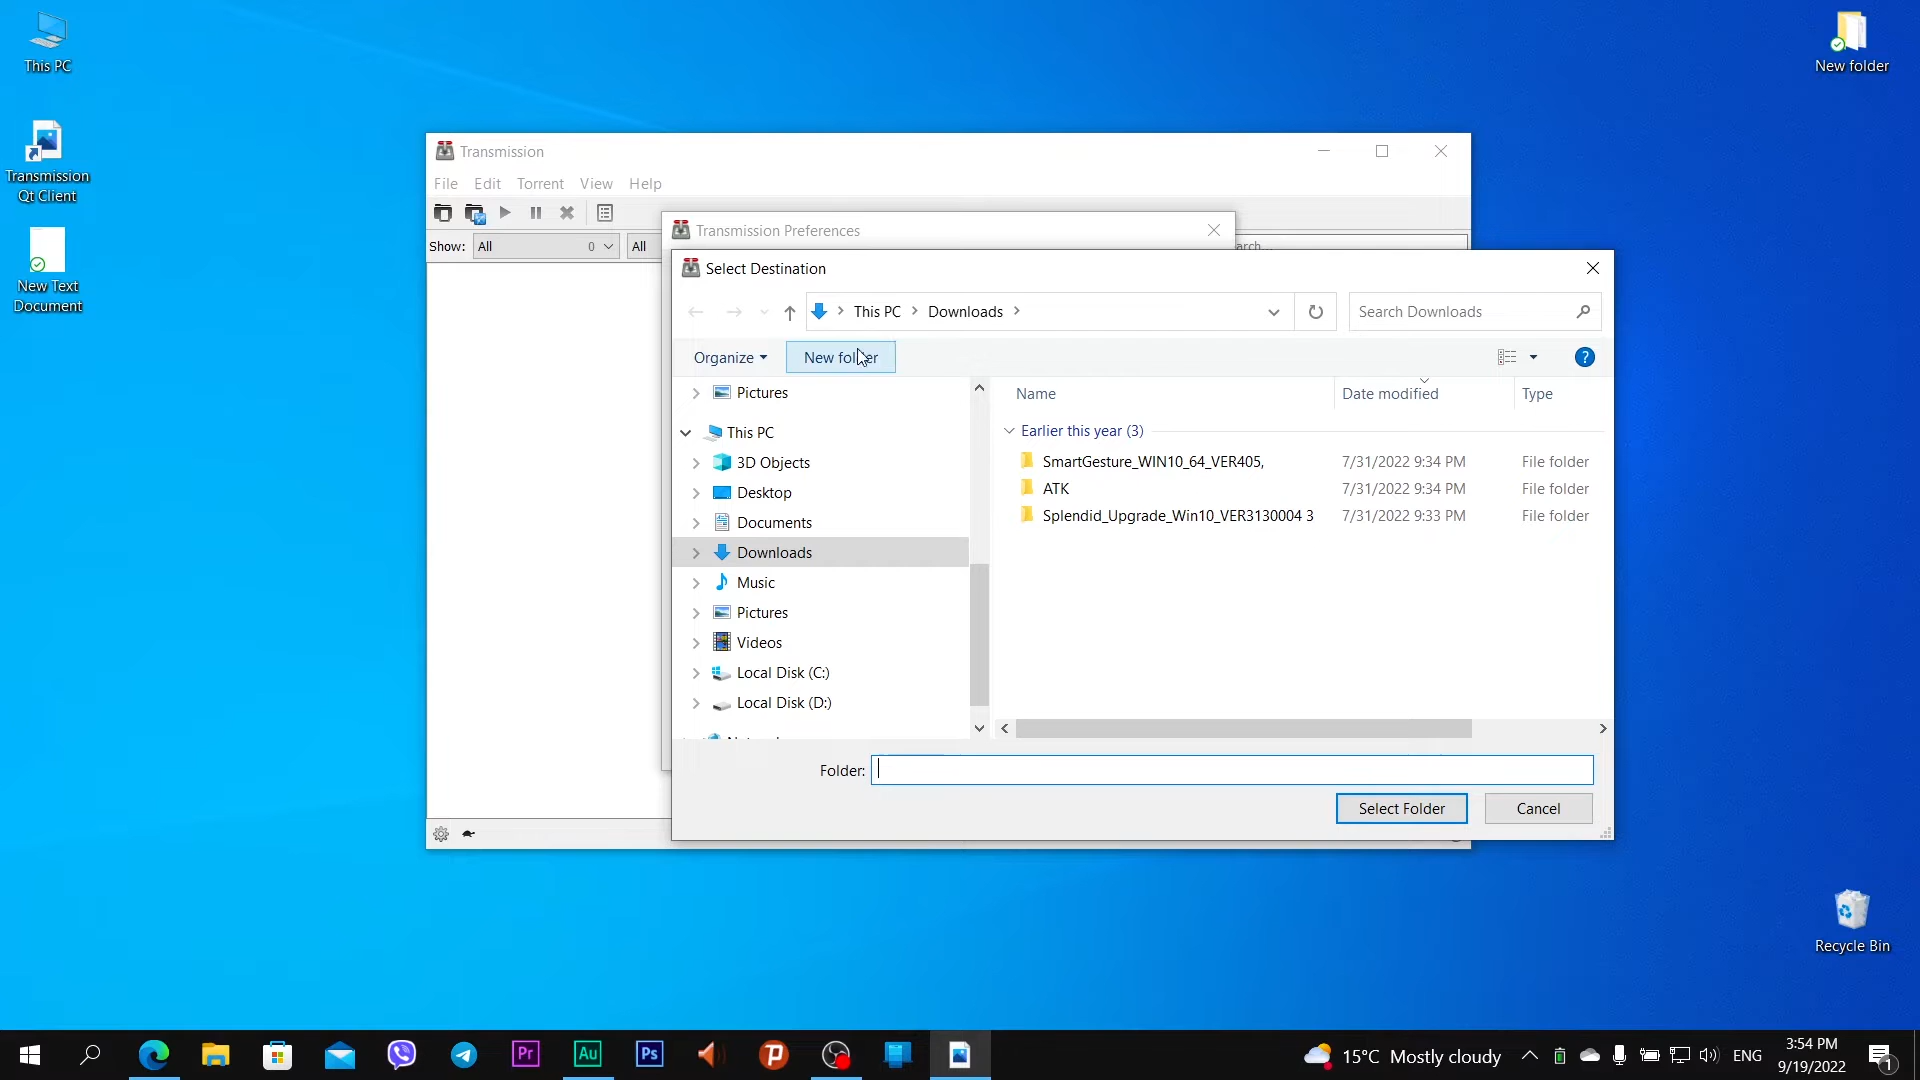 This PC
Transmission
Qt Client
New Text
Document
New folder
Recycle Bin
Transmission
File Edit Torrent View Help
Show: All 0 All
Transmission Preferences
Select Destination
This PC Downloads
Search Downloads
Organize New folder
Pictures
This PC
3D Objects
Desktop
Documents
Downloads
Music
Pictures
Videos
Local Disk (C:)
Local Disk (D:)
Name Date modified Type
Earlier this year (3)
SmartGesture_WIN10_64_VER405, 7/31/2022 9:34 PM File folder
ATK 7/31/2022 9:34 PM File folder
Splendid_Upgrade_Win10_VER3130004 3 7/31/2022 9:33 PM File folder
Folder:
Select Folder Cancel
Pr Au Ps
15°C Mostly cloudy ENG
3:54 PM
9/19/2022
1